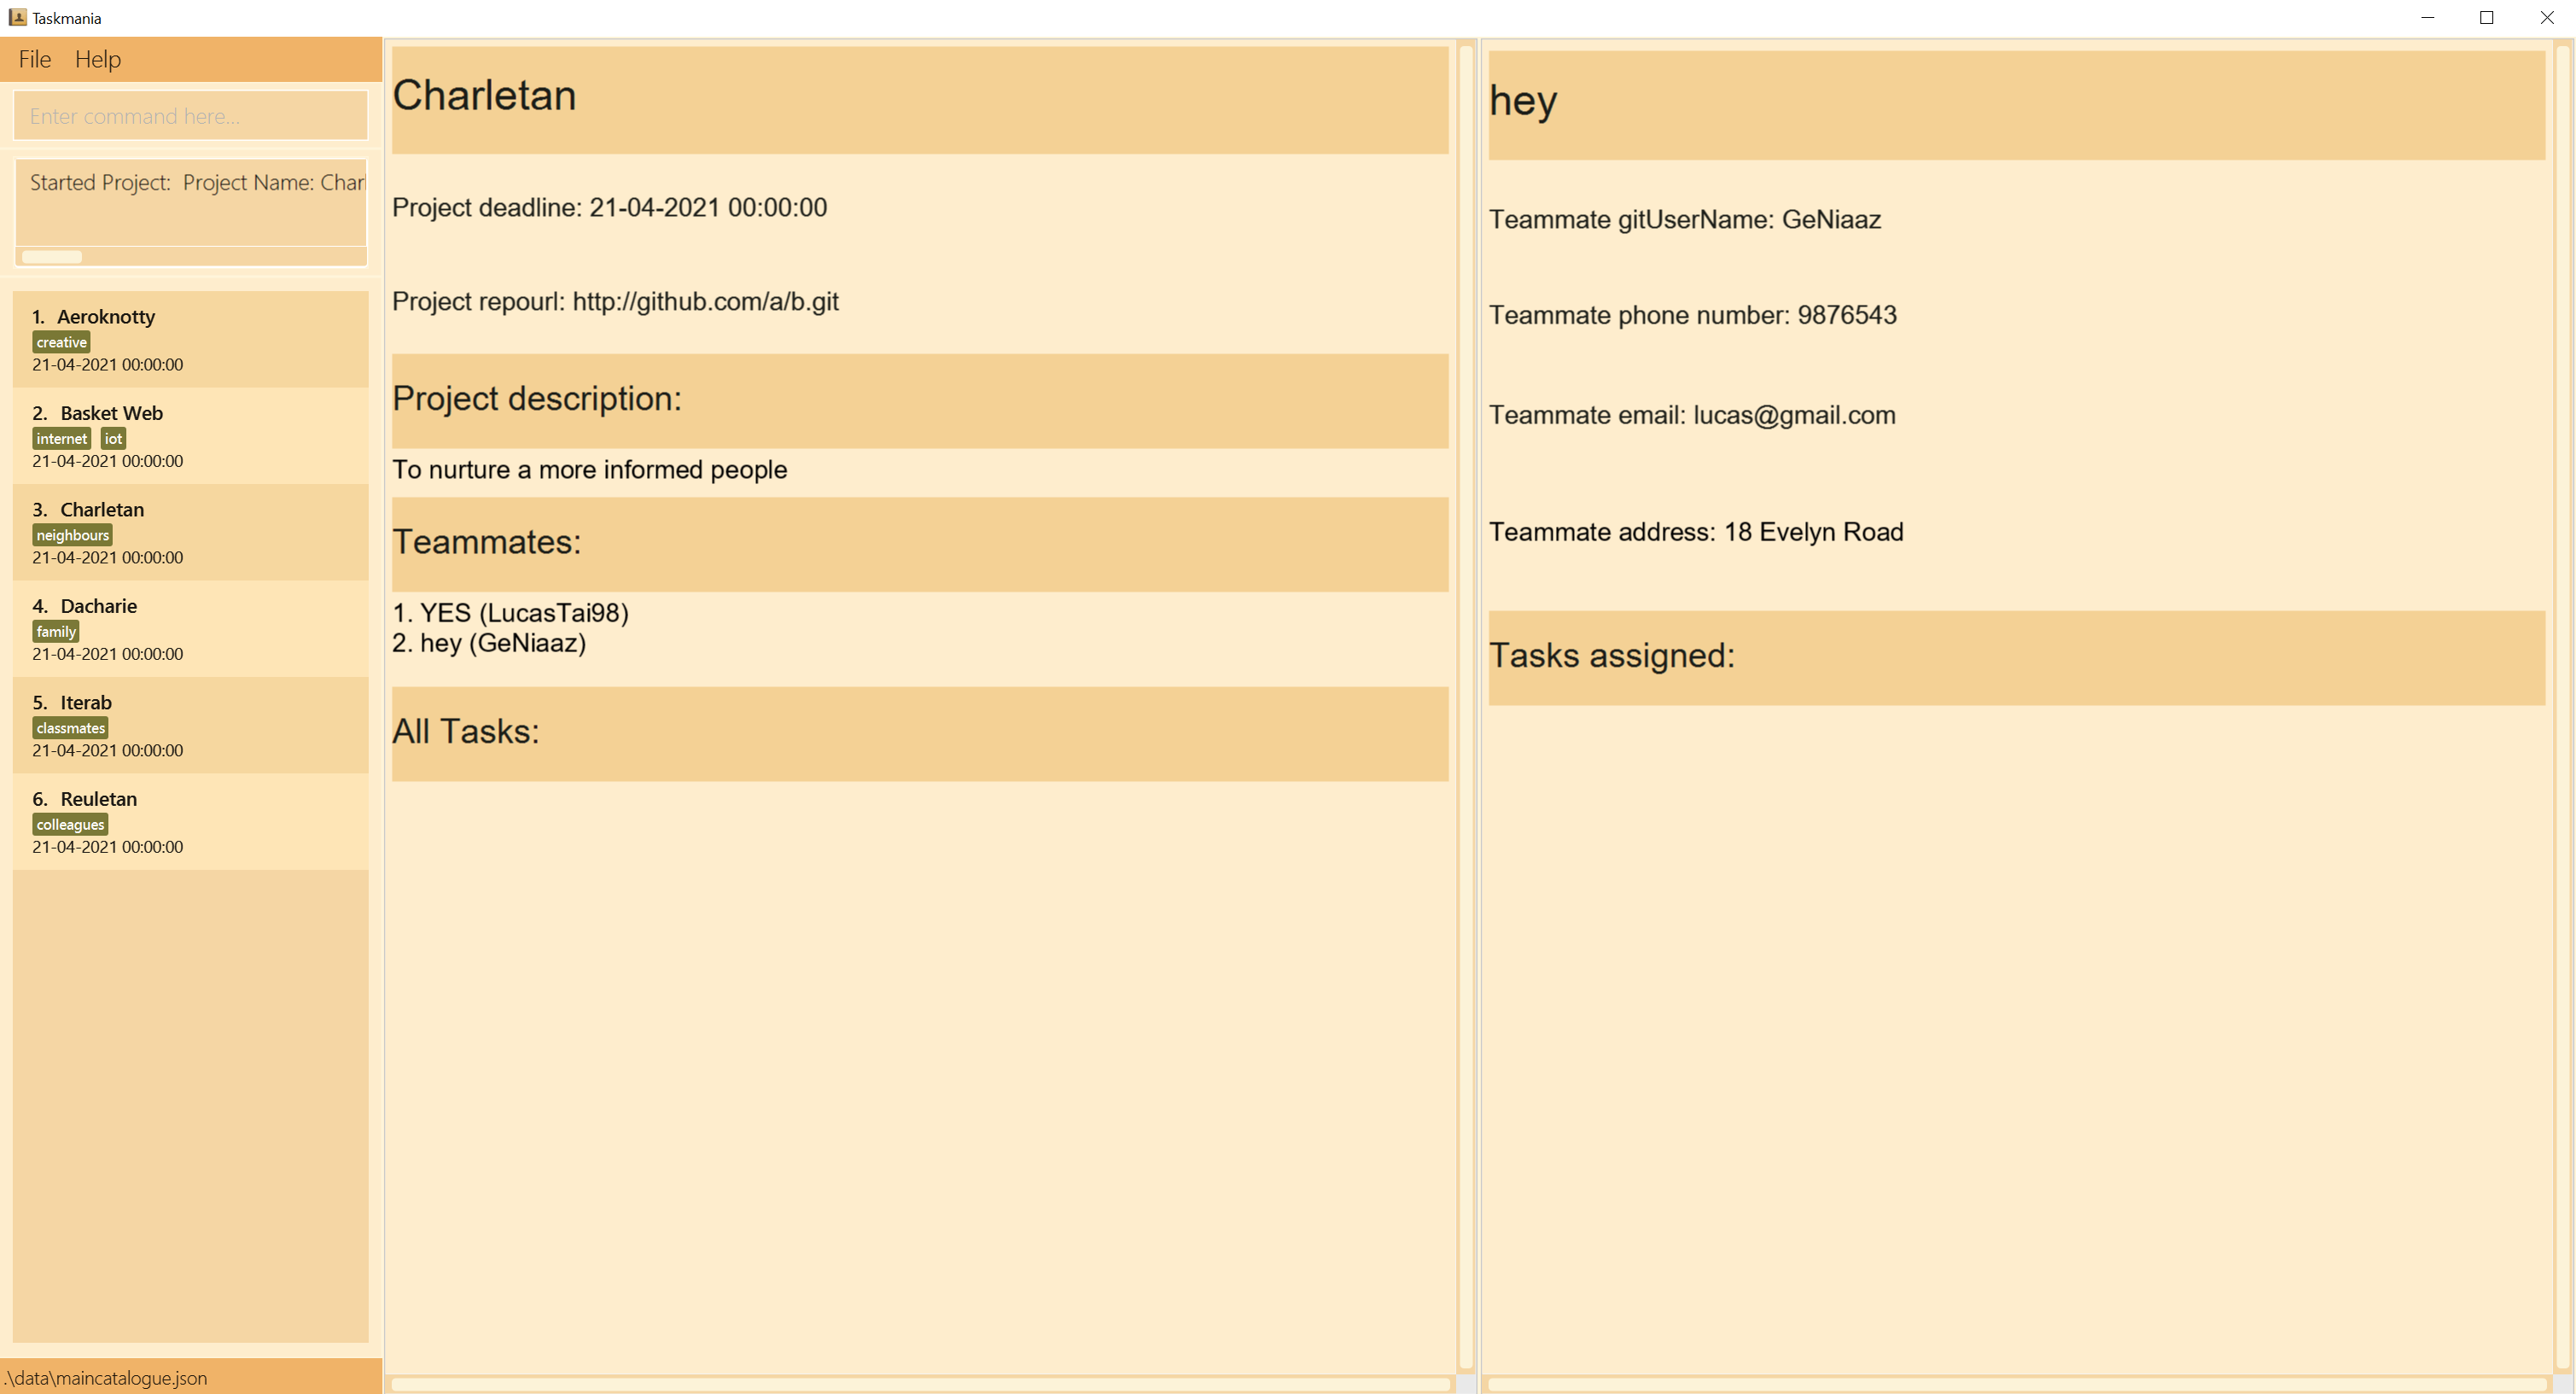 Taskmania
File Help
Enter command here...
Started Project:  Project Name: Char
1. Aeroknotty
creative
21-04-2021 00:00:00
2. Basket Web
internet iot
21-04-2021 00:00:00
3. Charletan
neighbours
21-04-2021 00:00:00
4. Dacharie
family
21-04-2021 00:00:00
5. Iterab
classmates
21-04-2021 00:00:00
6. Reuletan
colleagues
21-04-2021 00:00:00
.\data\maincatalogue.json
Charletan
Project deadline: 21-04-2021 00:00:00
Project repourl: http://github.com/a/b.git
Project description:
To nurture a more informed people
Teammates:
1. YES (LucasTai98)
2. hey (GeNiaaz)
All Tasks:
hey
Teammate gitUserName: GeNiaaz
Teammate phone number: 9876543
Teammate email: lucas@gmail.com
Teammate address: 18 Evelyn Road
Tasks assigned: